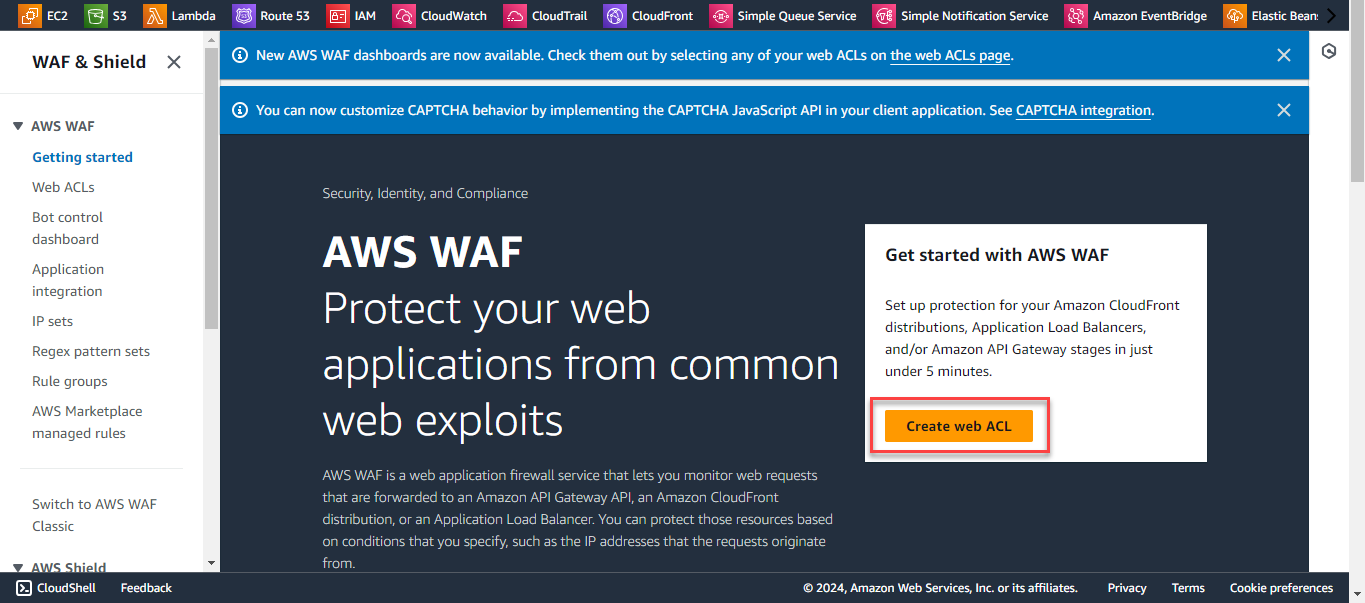 EC2 S3 Lambda Route 53 IAM CloudWatch CloudTrail CloudFront Simple Queue Service Simple Notification Service Amazon EventBridge Elastic Bean
WAF & Shield
AWS WAF
Getting started
Web ACLs
Bot control
dashboard
Application
integration
IP sets
Regex pattern sets
Rule groups
AWS Marketplace
managed rules
Switch to AWS WAF
Classic
AWS Shield
New AWS WAF dashboards are now available. Check them out by selecting any of your web ACLs on the web ACLs page.
You can now customize CAPTCHA behavior by implementing the CAPTCHA JavaScript API in your client application. See CAPTCHA integration.
Security, Identity, and Compliance
AWS WAF
Protect your web
applications from common
web exploits
AWS WAF is a web application firewall service that lets you monitor web requests
that are forwarded to an Amazon API Gateway API, an Amazon CloudFront
distribution, or an Application Load Balancer. You can protect those resources based
on conditions that you specify, such as the IP addresses that the requests originate
from.
Get started with AWS WAF
Set up protection for your Amazon CloudFront
distributions, Application Load Balancers,
and/or Amazon API Gateway stages in just
under 5 minutes.
Create web ACL
CloudShell Feedback © 2024, Amazon Web Services, Inc. or its affiliates. Privacy Terms Cookie preferences